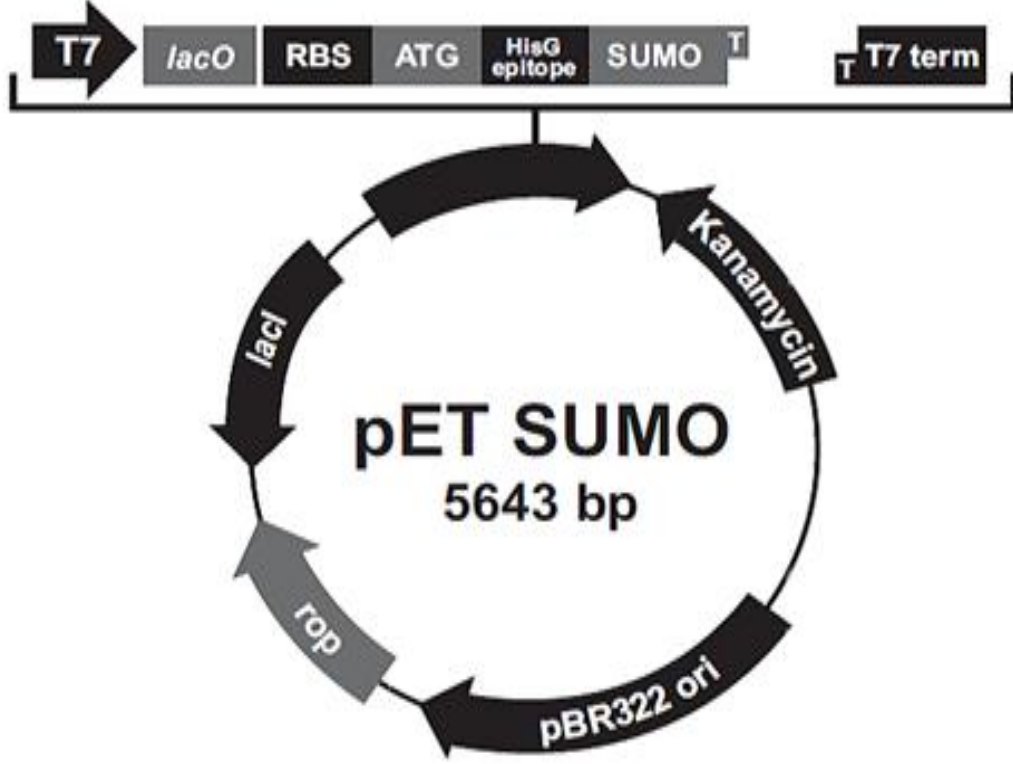 T7 lacO RBS ATG HisG epitope SUMO T T T7 term
Kanamycin
lacI
pET SUMO
5643 bp
rop
pBR322 ori